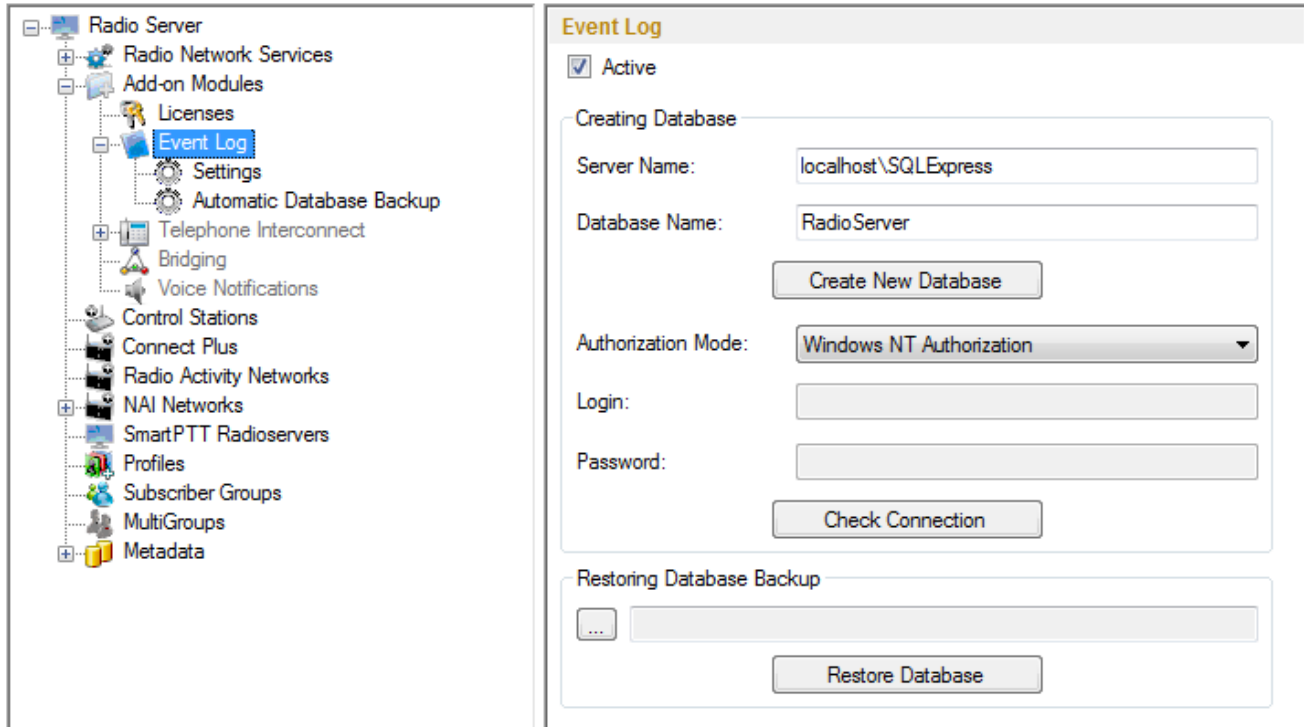 Radio Server
Radio Network Services
Add-on Modules
Licenses
Event Log
Settings
Automatic Database Backup
Telephone Interconnect
Bridging
Voice Notifications
Control Stations
Connect Plus
Radio Activity Networks
NAI Networks
SmartPTT Radioservers
Profiles
Subscriber Groups
MultiGroups
Metadata
Event Log
Active
Creating Database
Server Name: localhost\SQLExpress
Database Name: RadioServer
Create New Database
Authorization Mode: Windows NT Authorization
Login:
Password:
Check Connection
Restoring Database Backup
...
Restore Database